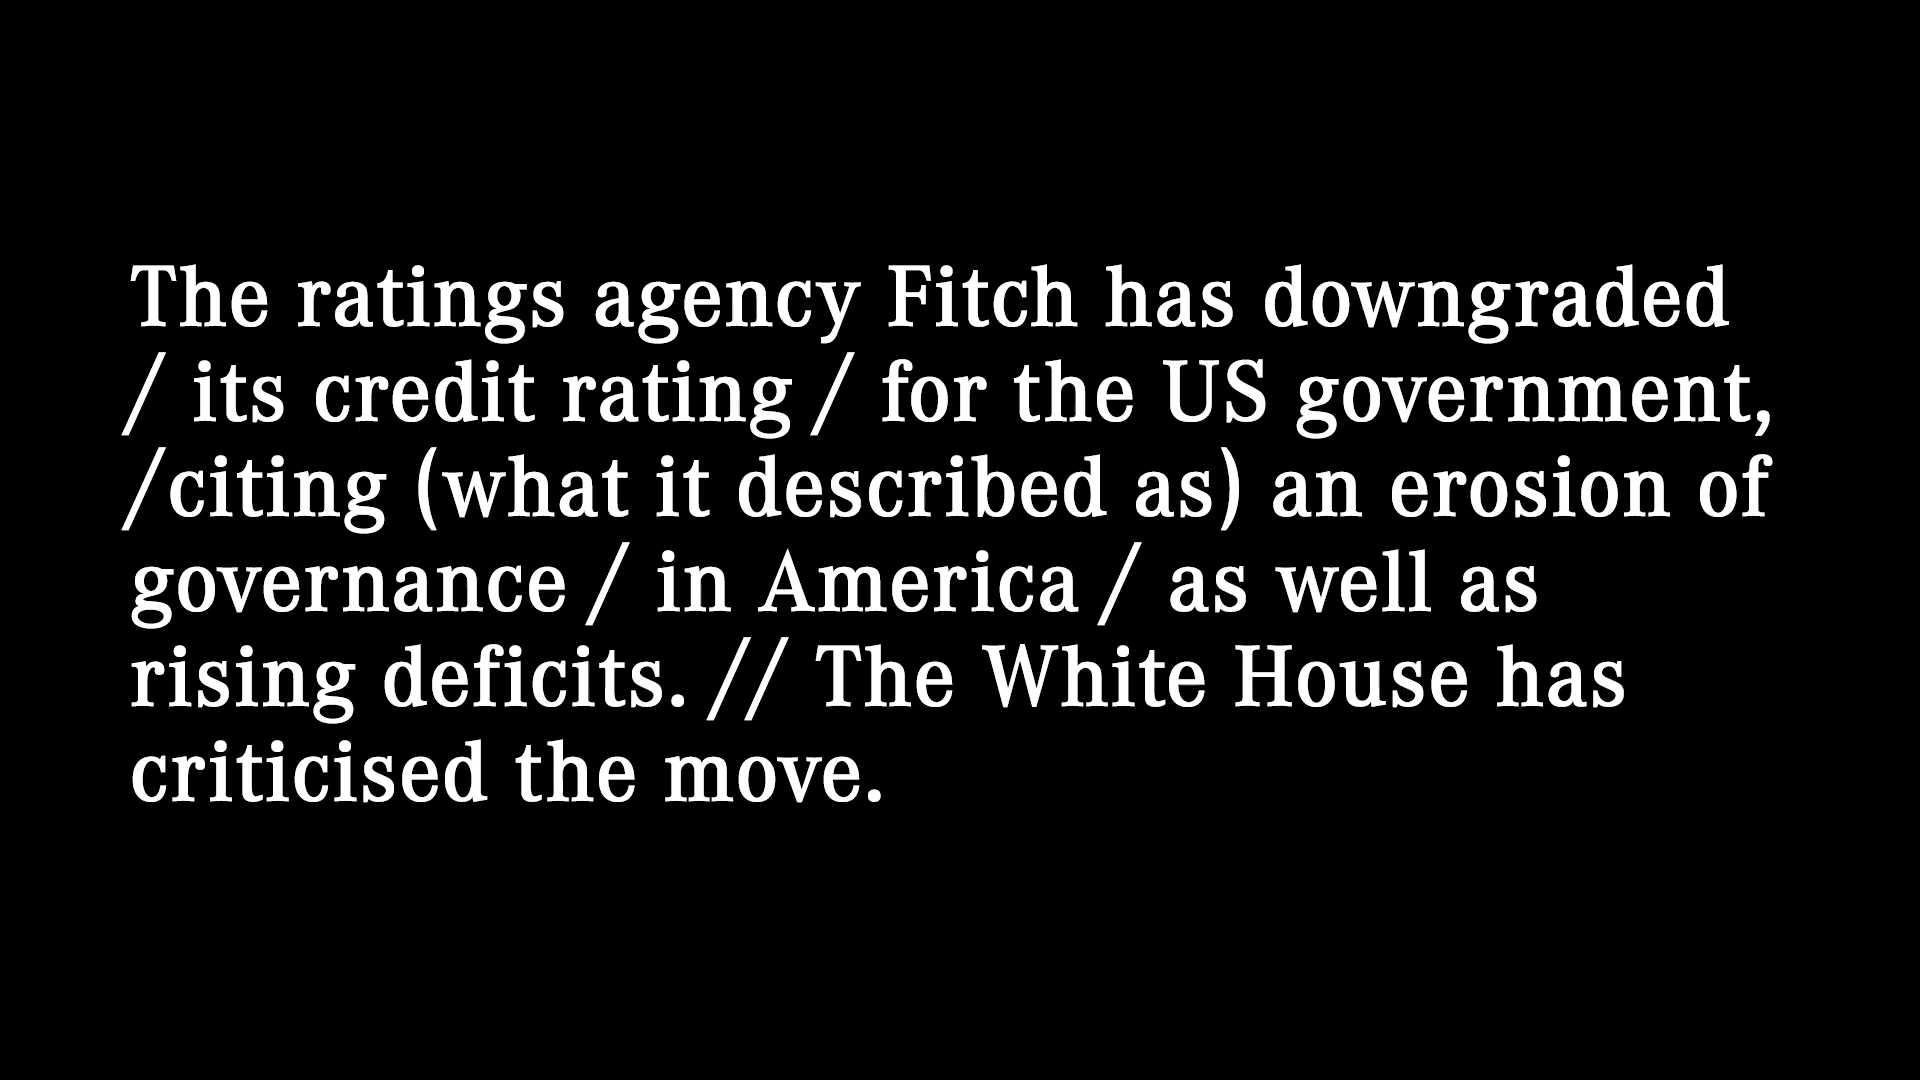 The ratings agency Fitch has downgraded
/ its credit rating / for the US government,
/citing (what it described as) an erosion of
governance / in America / as well as
rising deficits. // The White House has
criticised the move.